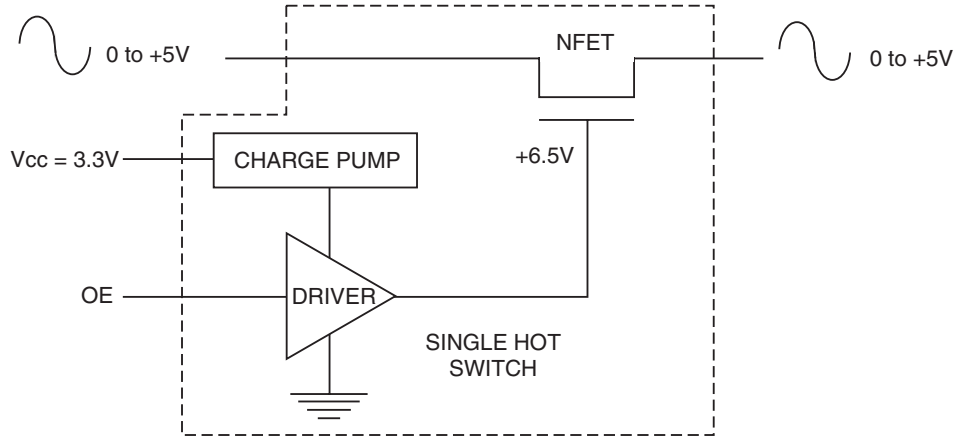 0 to +5V
NFET
0 to +5V
Vcc = 3.3V
CHARGE PUMP
+6.5V
OE
DRIVER
SINGLE HOT
SWITCH